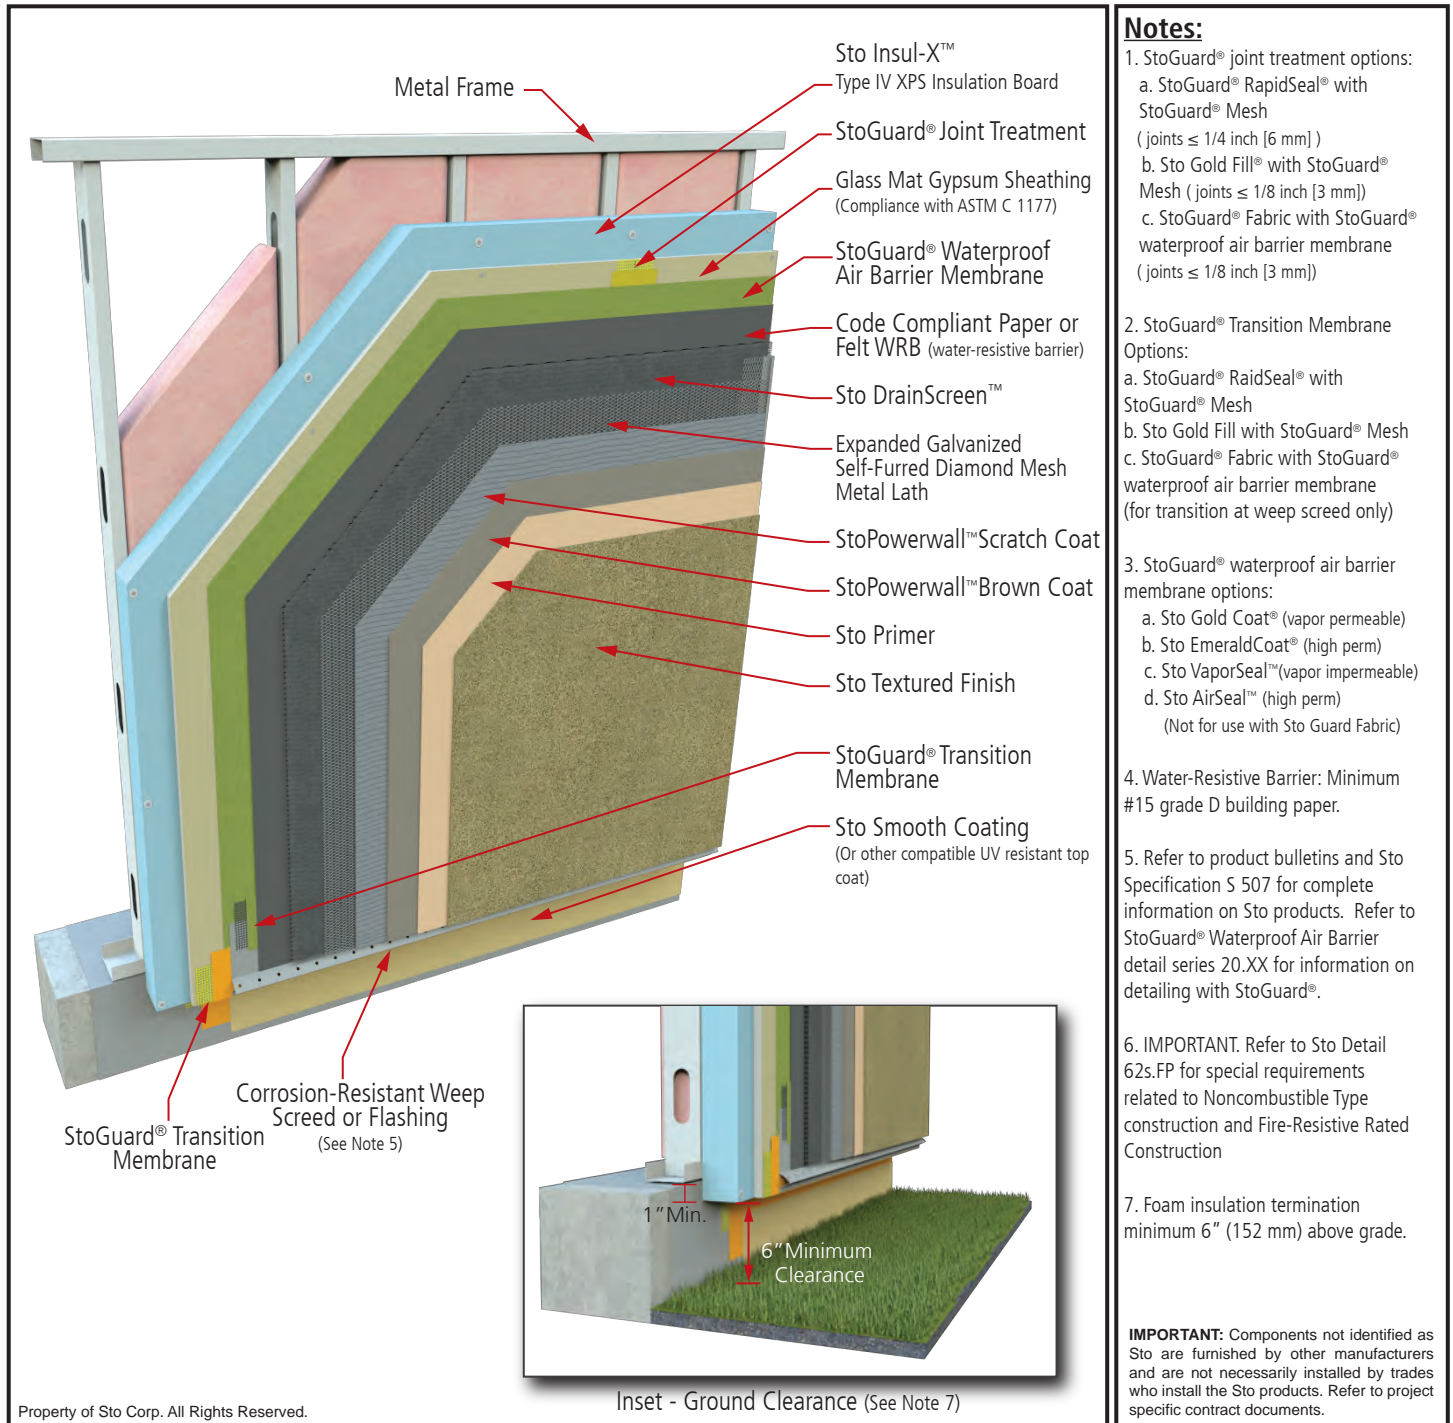 Metal Frame
Sto Insul-X™
Type IV XPS Insulation Board
StoGuard® Joint Treatment
Glass Mat Gypsum Sheathing
(Compliance with ASTM C 1177)
StoGuard® Waterproof
Air Barrier Membrane
Code Compliant Paper or
Felt WRB (water-resistive barrier)
Sto DrainScreen™
Expanded Galvanized
Self-Furred Diamond Mesh
Metal Lath
StoPowerwall™ Scratch Coat
StoPowerwall™ Brown Coat
Sto Primer
Sto Textured Finish
StoGuard® Transition
Membrane
Sto Smooth Coating
(Or other compatible UV resistant top
coat)
Corrosion-Resistant Weep
Screed or Flashing
(See Note 5)
StoGuard® Transition
Membrane
1” Min.
6” Minimum
Clearance
Inset - Ground Clearance (See Note 7)
Property of Sto Corp. All Rights Reserved.
Notes:
1. StoGuard® joint treatment options:
a. StoGuard® RapidSeal® with
StoGuard® Mesh
( joints ≤ 1/4 inch [6 mm] )
b. Sto Gold Fill® with StoGuard®
Mesh ( joints ≤ 1/8 inch [3 mm])
c. StoGuard® Fabric with StoGuard®
waterproof air barrier membrane
( joints ≤ 1/8 inch [3 mm])
2. StoGuard® Transition Membrane
Options:
a. StoGuard® RaidSeal® with
StoGuard® Mesh
b. Sto Gold Fill with StoGuard® Mesh
c. StoGuard® Fabric with StoGuard®
waterproof air barrier membrane
(for transition at weep screed only)
3. StoGuard® waterproof air barrier
membrane options:
a. Sto Gold Coat® (vapor permeable)
b. Sto EmeraldCoat® (high perm)
c. Sto VaporSeal™ (vapor impermeable)
d. Sto AirSeal™ (high perm)
(Not for use with Sto Guard Fabric)
4. Water-Resistive Barrier: Minimum
#15 grade D building paper.
5. Refer to product bulletins and Sto
Specification S 507 for complete
information on Sto products. Refer to
StoGuard® Waterproof Air Barrier
detail series 20.XX for information on
detailing with StoGuard®.
6. IMPORTANT. Refer to Sto Detail
62s.FP for special requirements
related to Noncombustible Type
construction and Fire-Resistive Rated
Construction
7. Foam insulation termination
minimum 6” (152 mm) above grade.
IMPORTANT: Components not identified as
Sto are furnished by other manufacturers
and are not necessarily installed by trades
who install the Sto products. Refer to project
specific contract documents.